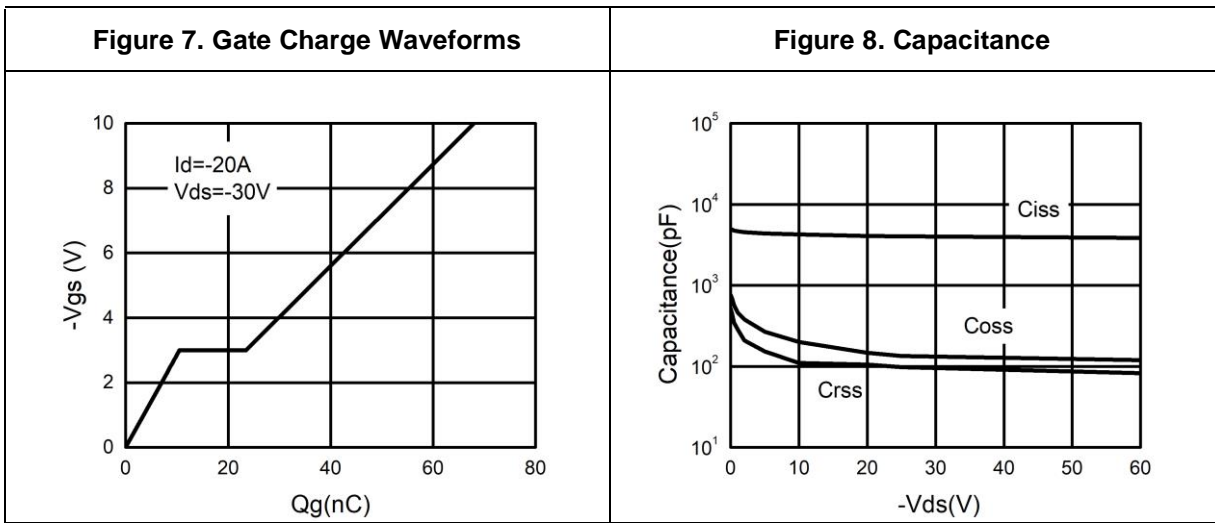 Figure 7. Gate Charge Waveforms
Figure 8. Capacitance
10
8
6
4
2
0
-Vgs (V)
Id=-20A
Vds=-30V
0 20 40 60 80
Qg(nC)
10^5
10^4
10^3
10^2
10^1
Capacitance(pF)
Ciss
Coss
Crss
0 10 20 30 40 50 60
-Vds(V)